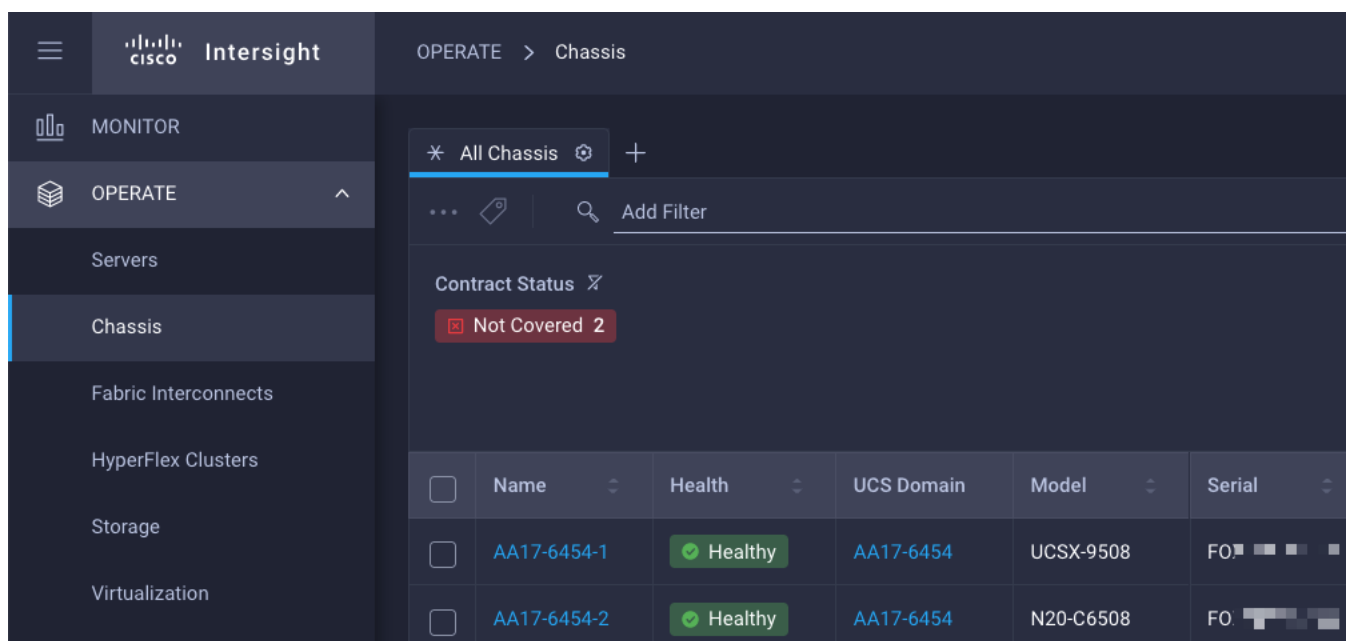 CISCO Intersight
OPERATE > Chassis
MONITOR
OPERATE
Servers
Chassis
Fabric Interconnects
HyperFlex Clusters
Storage
Virtualization
All Chassis
Add Filter
Contract Status
Not Covered 2
Name Health UCS Domain Model Serial
AA17-6454-1 Healthy AA17-6454 UCSX-9508
AA17-6454-2 Healthy AA17-6454 N20-C6508